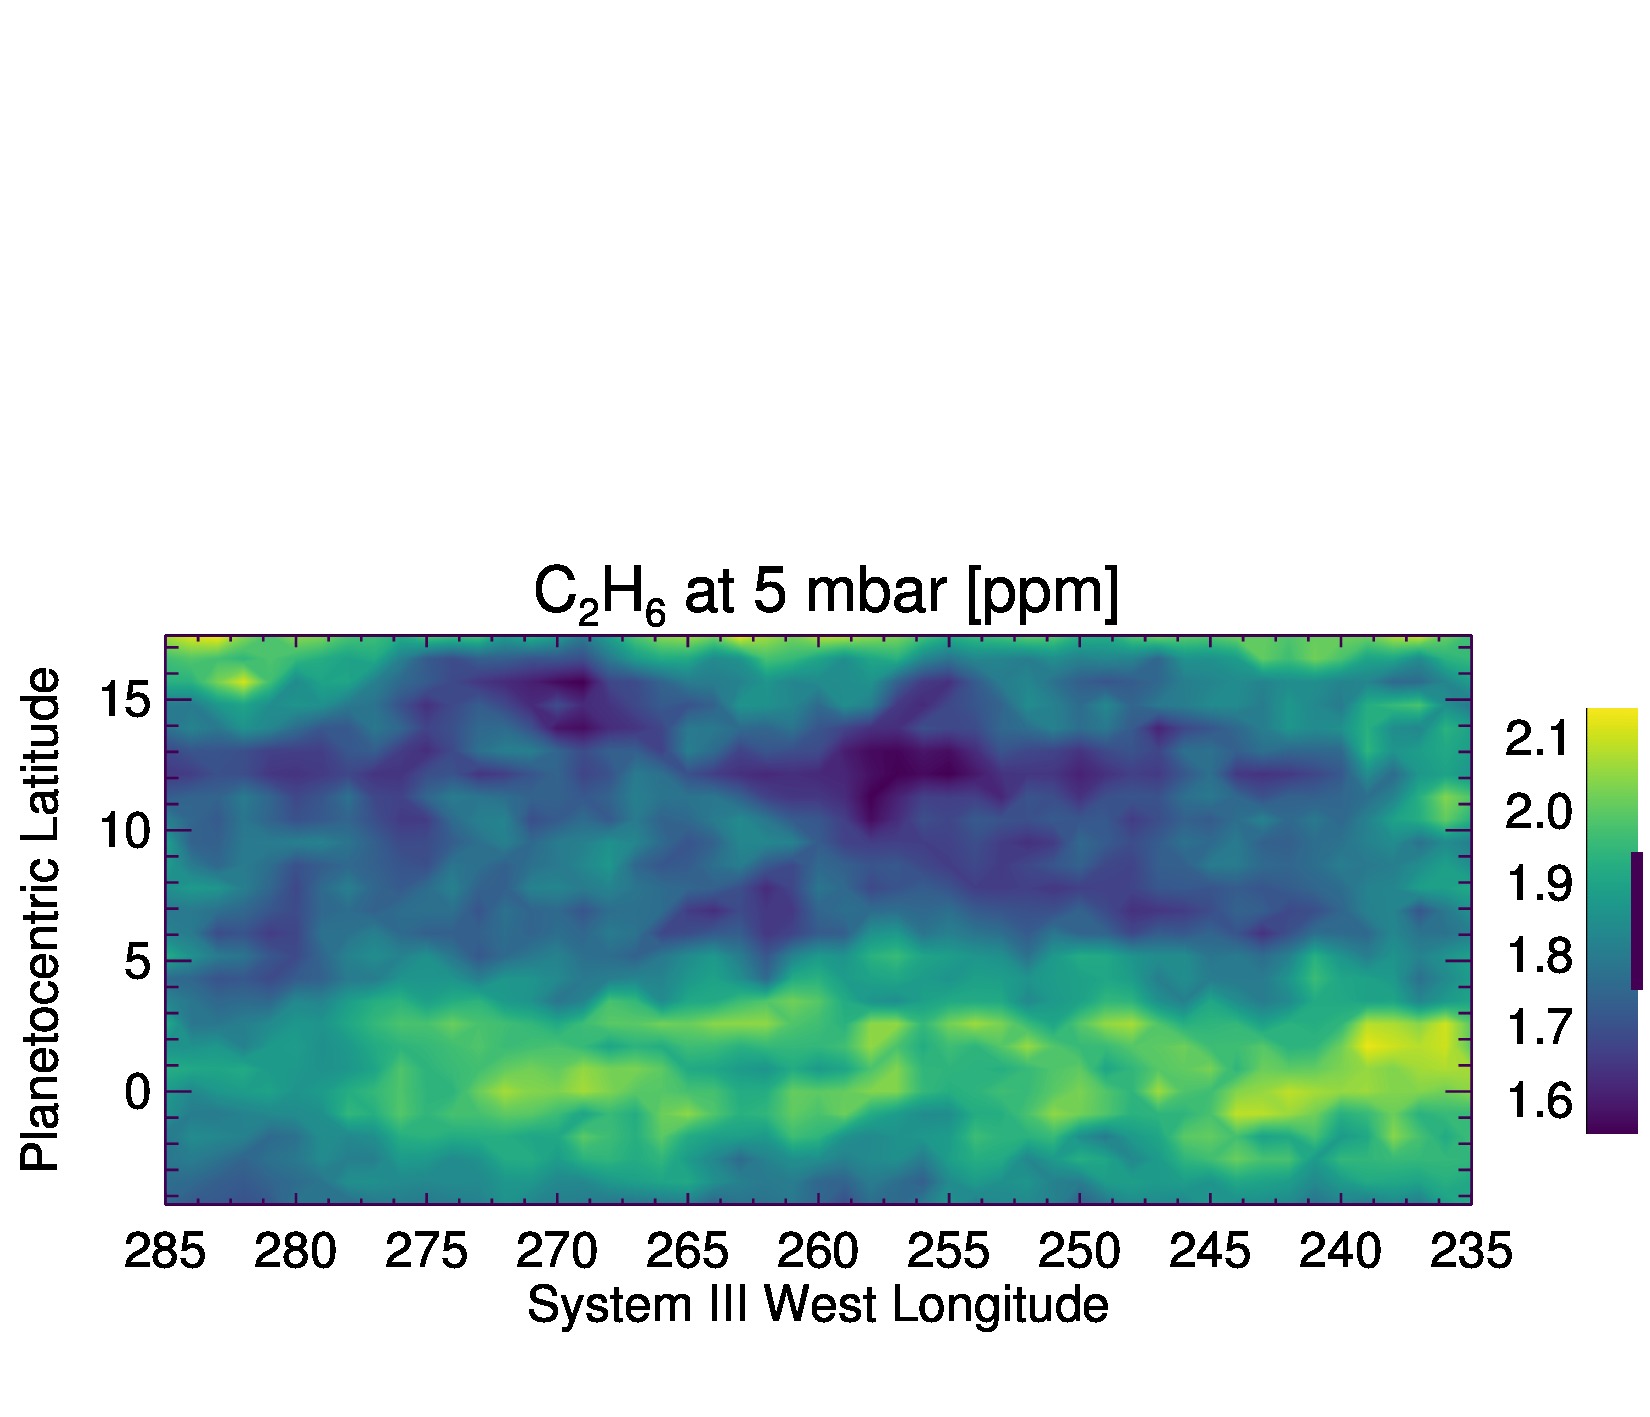 C₂H₆ at 5 mbar [ppm]
Planetocentric Latitude
15
10
5
0
285 280 275 270 265 260 255 250 245 240 235
System III West Longitude
2.1
2.0
1.9
1.8
1.7
1.6